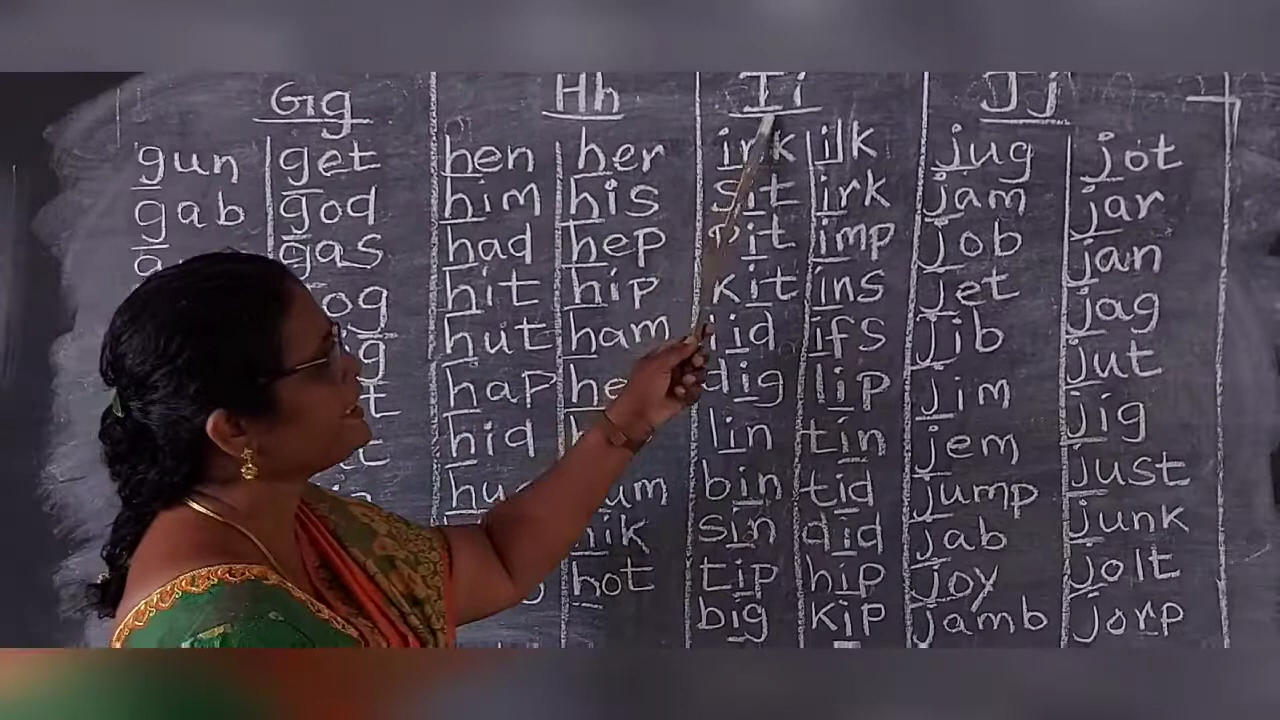 Gg Hh Ii Jj
gun get hen her irk ilk jug jot
gab god him his sit irk jam jar
gas had hep it imp job jan
hit hip kit ins jet jag
hut ham ifs jib jut
hap dig lip jim jig
hiq lin tin jem just
bin tid jump junk
sin did jab jolt
hot tip hip joy jorp
big kip jamb